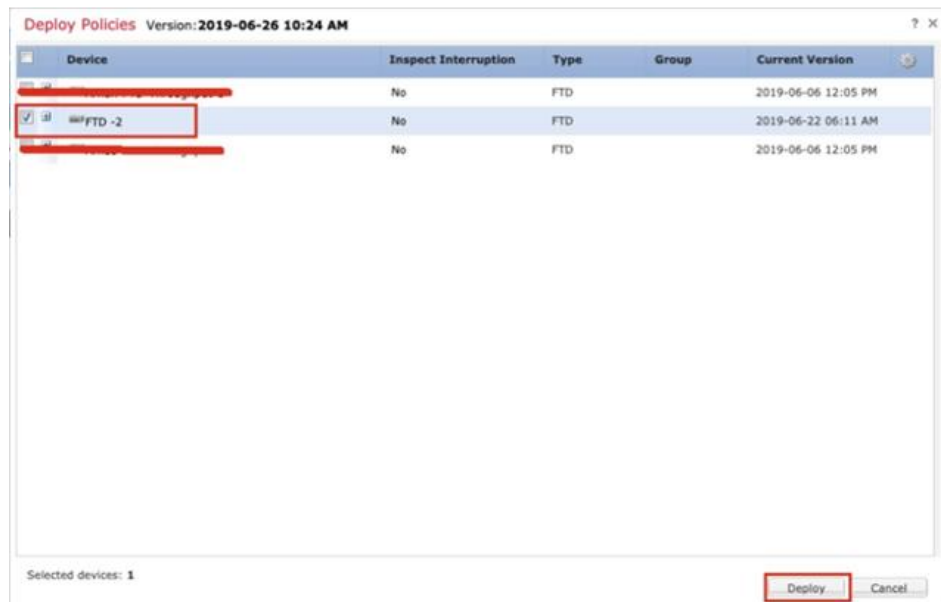 Deploy Policies Version:2019-06-26 10:24 AM
? ×
Device Inspect Interruption Type Group Current Version
No FTD 2019-06-06 12:05 PM
FTD -2 No FTD 2019-06-22 06:11 AM
No FTD 2019-06-06 12:05 PM
Selected devices: 1
Deploy Cancel